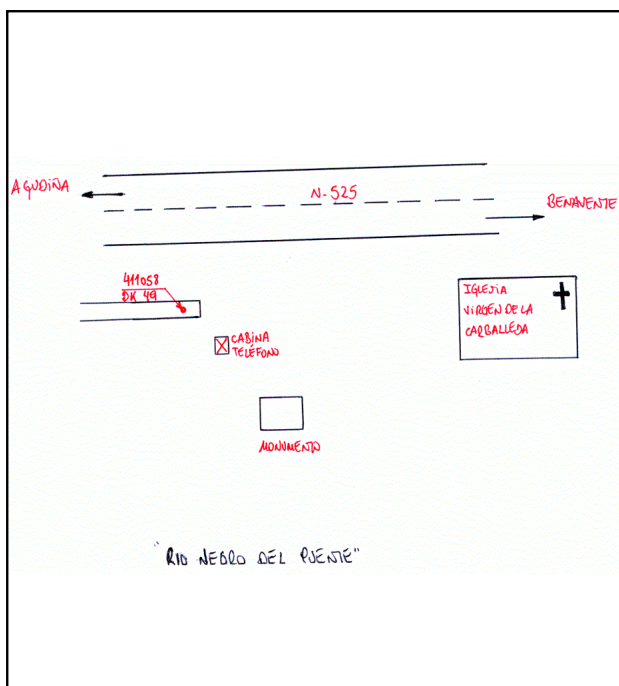 AGUDIÑA
N-525
BENAVENTE
411058
DK 49
IGLESIA
VIRGEN DE LA
CARBALLEDA
CABINA
TELÉFONO
MONUMENTO
"RIO NEGRO DEL PUENTE"